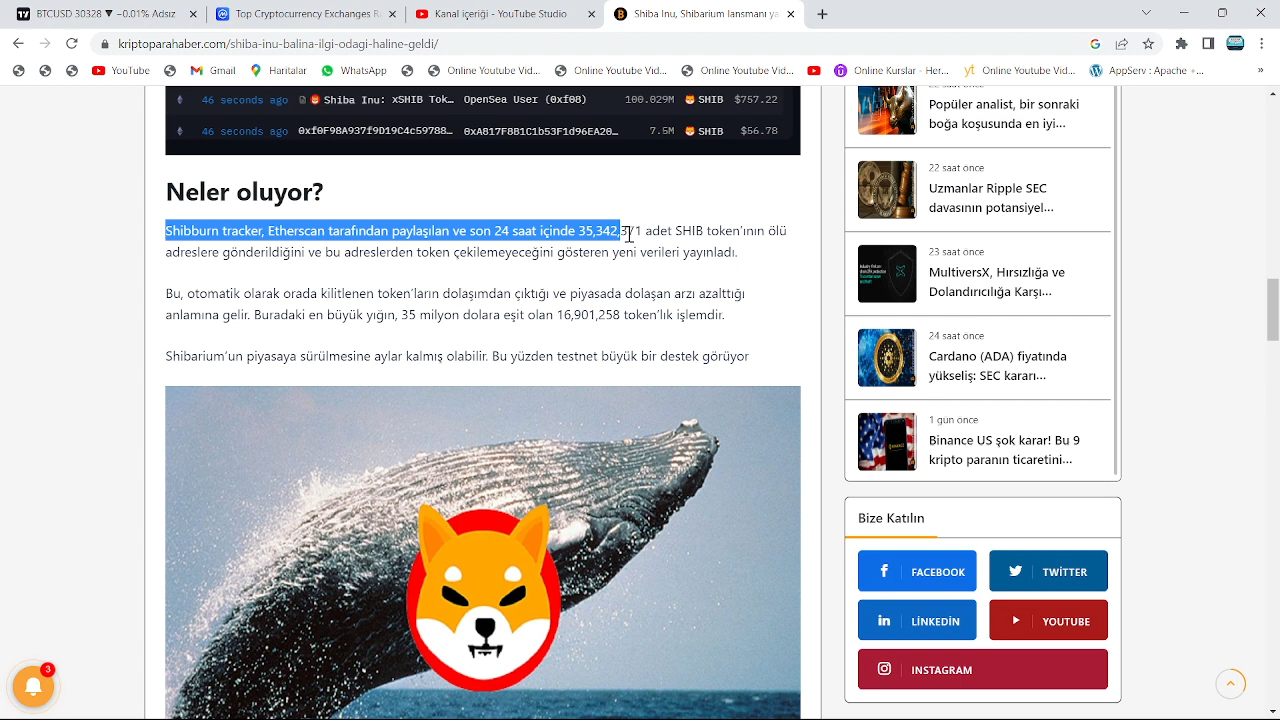 BTCUSD 30328 ▼ −0.01% Adsız
Top Cryptocurrency Exchanges R
Kanal içeriği - YouTube Studio
Shiba Inu, Shibarium lansmanı ya
kriptoparahaber.com/shiba-inu-balina-ilgi-odagi-haline-geldi/
YouTube
Gmail
Haritalar
WhatsApp
Online Youtube Vid...
Online Youtube Vid...
Online Youtube Vid...
Online Kurslar - Her...
Online Youtube Vid...
AppServ : Apache +...
»
46 seconds ago Shiba Inu: xSHIB Tok… OpenSea User (0xf08) 100.029M SHIB $757.22
7.5M SHIB $56.78
46 seconds ago
Neler oluyor?
Shibburn tracker, Etherscan tarafından paylaşılan ve son 24 saat içinde 35,342,371 adet SHIB token’ının ölü
adreslere gönderildiğini ve bu adreslerden token çekilemeyeceğini gösteren yeni verileri yayınladı.
Bu, otomatik olarak orada kilitlenen token’ların dolaşımdan çıktığı ve piyasada dolaşan arzı azalttığı
anlamına gelir. Buradaki en büyük yığın, 35 milyon dolara eşit olan 16,901,258 token’lık işlemdir.
Shibarium’un piyasaya sürülmesine aylar kalmış olabilir. Bu yüzden testnet büyük bir destek görüyor
22 saat önce
Popüler analist, bir sonraki
boğa koşusunda en iyi...
22 saat önce
Uzmanlar Ripple SEC
davasının potansiyel...
23 saat önce
MultiversX, Hırsızlığa ve
Dolandırıcılığa Karşı...
24 saat önce
Cardano (ADA) fiyatında
yükseliş: SEC kararı...
1 gün önce
Binance US şok karar! Bu 9
kripto paranın ticaretini...
Bize Katılın
FACEBOOK
TWİTTER
LİNKEDİN
YOUTUBE
INSTAGRAM
3